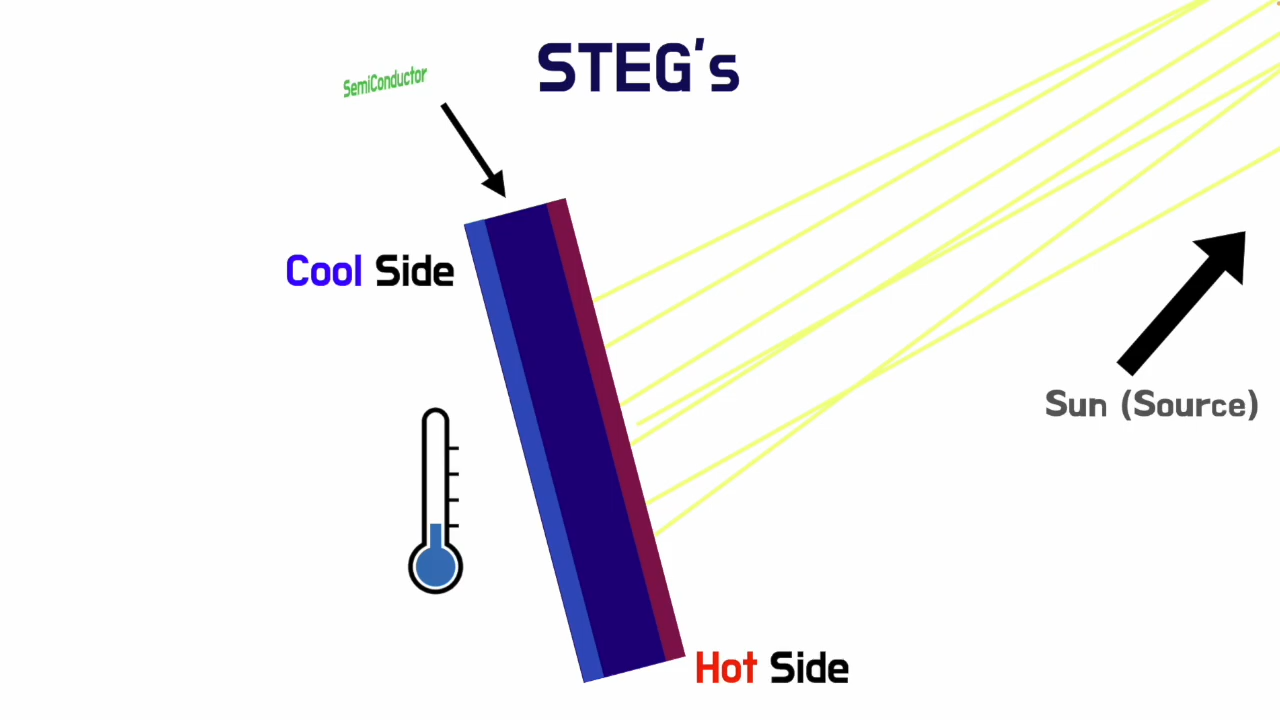 STEG's
SemiConductor
Cool Side
Sun (Source)
Hot Side